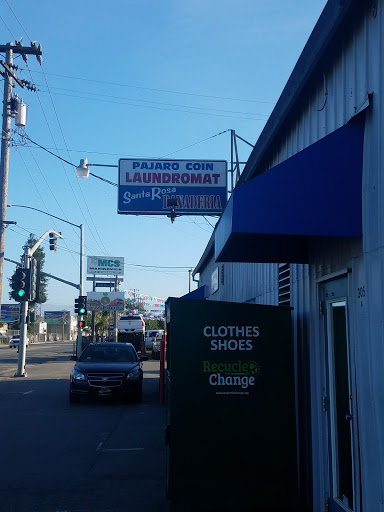 PAJARO COIN
LAUNDROMAT
Santa Rosa
PANADERIA
MCS
CLOTHES
SHOES
Recycle
Change
305